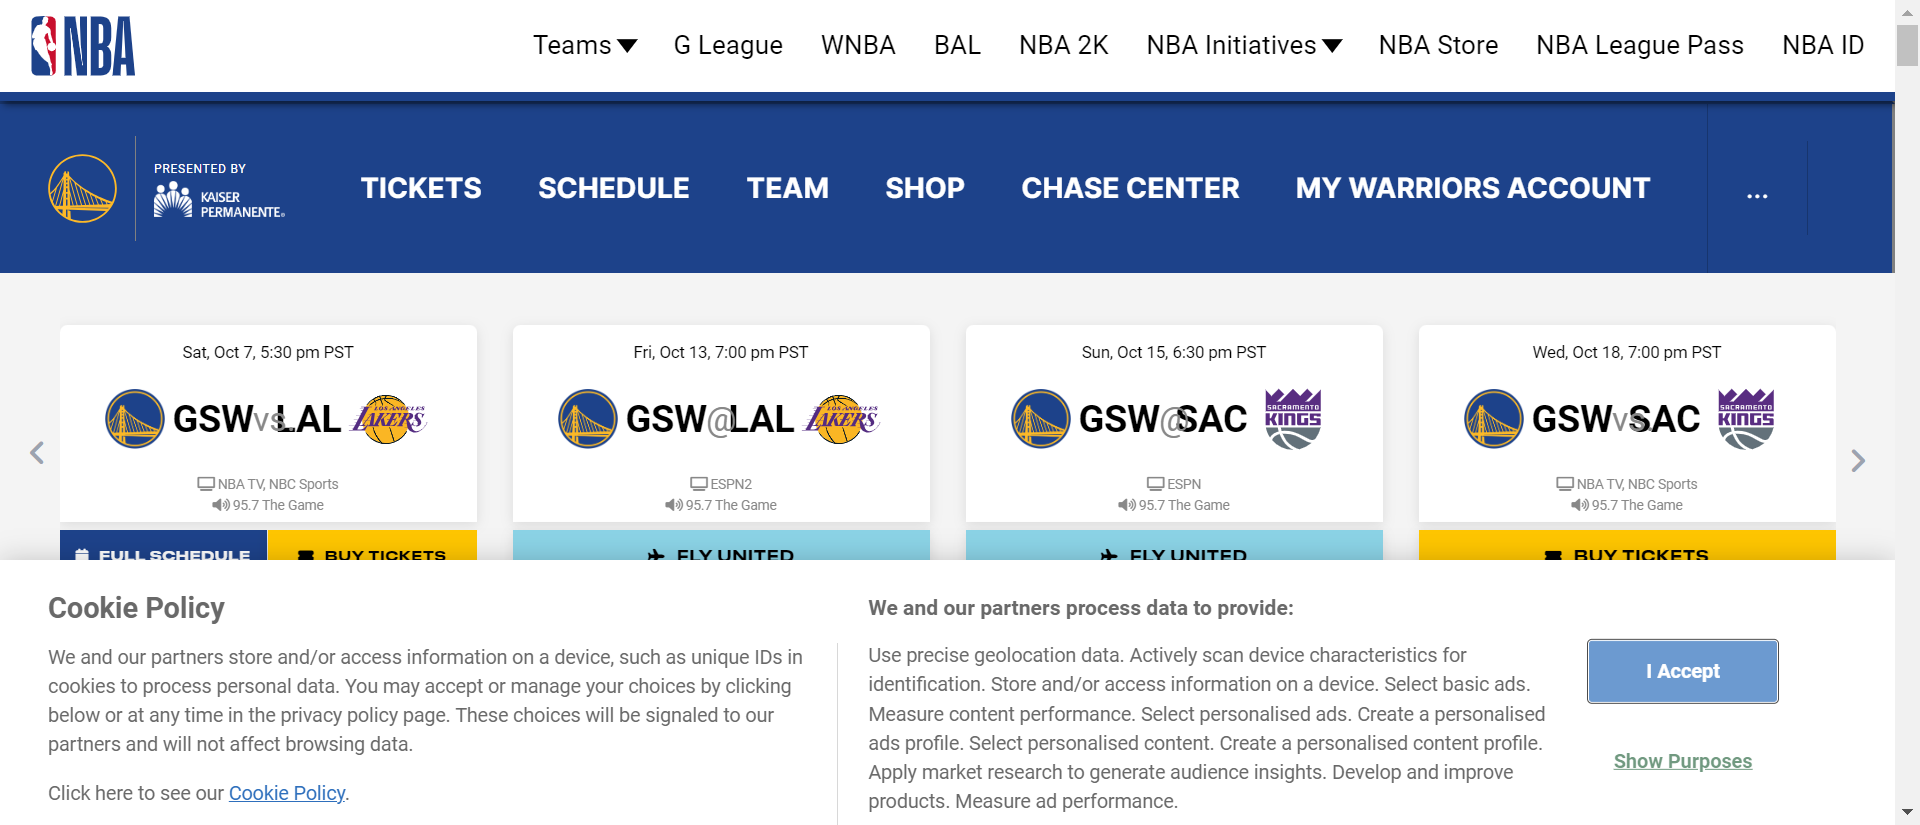 NBA
Teams
G League
WNBA
BAL
NBA 2K
NBA Initiatives
NBA Store
NBA League Pass
NBA ID
PRESENTED BY
KAISER
PERMANENTE®
TICKETS
SCHEDULE
TEAM
SHOP
CHASE CENTER
MY WARRIORS ACCOUNT
...
Sat, Oct 7, 5:30 pm PST
GSW vs. LAL
LOS ANGELES
LAKERS
NBA TV, NBC Sports
95.7 The Game
FULL SCHEDULE
BUY TICKETS
Fri, Oct 13, 7:00 pm PST
GSW @ LAL
LOS ANGELES
LAKERS
ESPN2
95.7 The Game
FLY UNITED
Sun, Oct 15, 6:30 pm PST
GSW @ SAC
SACRAMENTO
KINGS
ESPN
95.7 The Game
FLY UNITED
Wed, Oct 18, 7:00 pm PST
GSW vs. SAC
SACRAMENTO
KINGS
NBA TV, NBC Sports
95.7 The Game
BUY TICKETS
Cookie Policy
We and our partners store and/or access information on a device, such as unique IDs in
cookies to process personal data. You may accept or manage your choices by clicking
below or at any time in the privacy policy page. These choices will be signaled to our
partners and will not affect browsing data.
Click here to see our Cookie Policy.
We and our partners process data to provide:
Use precise geolocation data. Actively scan device characteristics for
identification. Store and/or access information on a device. Select basic ads.
Measure content performance. Select personalised ads. Create a personalised
ads profile. Select personalised content. Create a personalised content profile.
Apply market research to generate audience insights. Develop and improve
products. Measure ad performance.
I Accept
Show Purposes